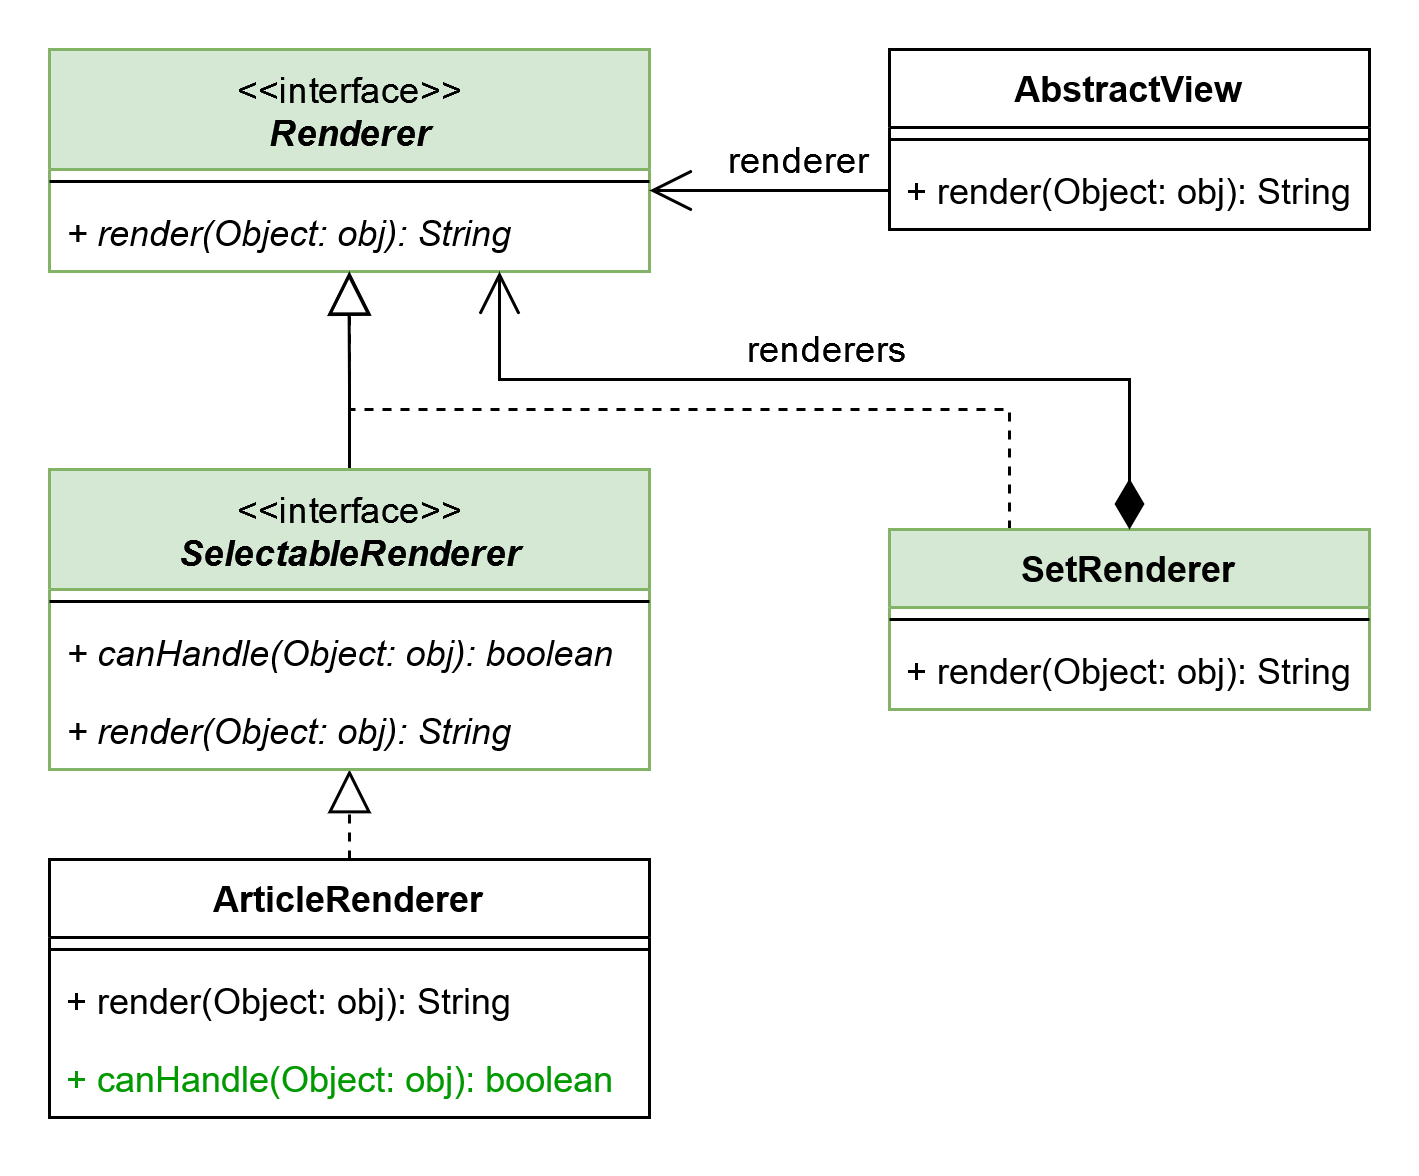 <<interface>>
Renderer
+ render(Object: obj): String
AbstractView
+ render(Object: obj): String
renderer
renderers
<<interface>>
SelectableRenderer
+ canHandle(Object: obj): boolean
+ render(Object: obj): String
SetRenderer
+ render(Object: obj): String
ArticleRenderer
+ render(Object: obj): String
+ canHandle(Object: obj): boolean